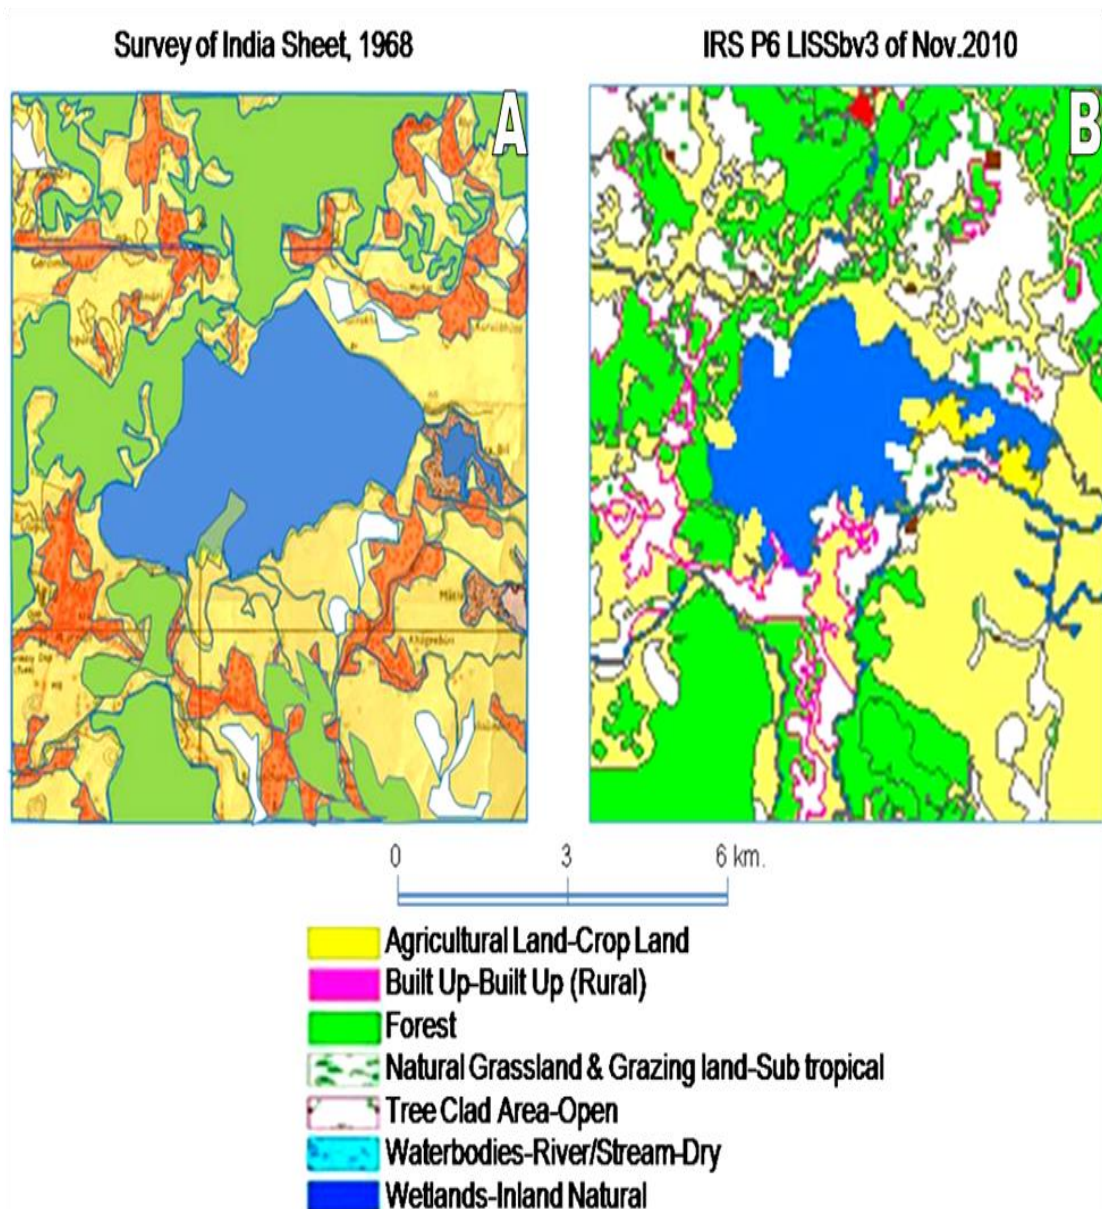 Survey of India Sheet, 1968
IRS P6 LISSbv3 of Nov.2010
A
B
0 3 6 km.
Agricultural Land-Crop Land
Built Up-Built Up (Rural)
Forest
Natural Grassland & Grazing land-Sub tropical
Tree Clad Area-Open
Waterbodies-River/Stream-Dry
Wetlands-Inland Natural